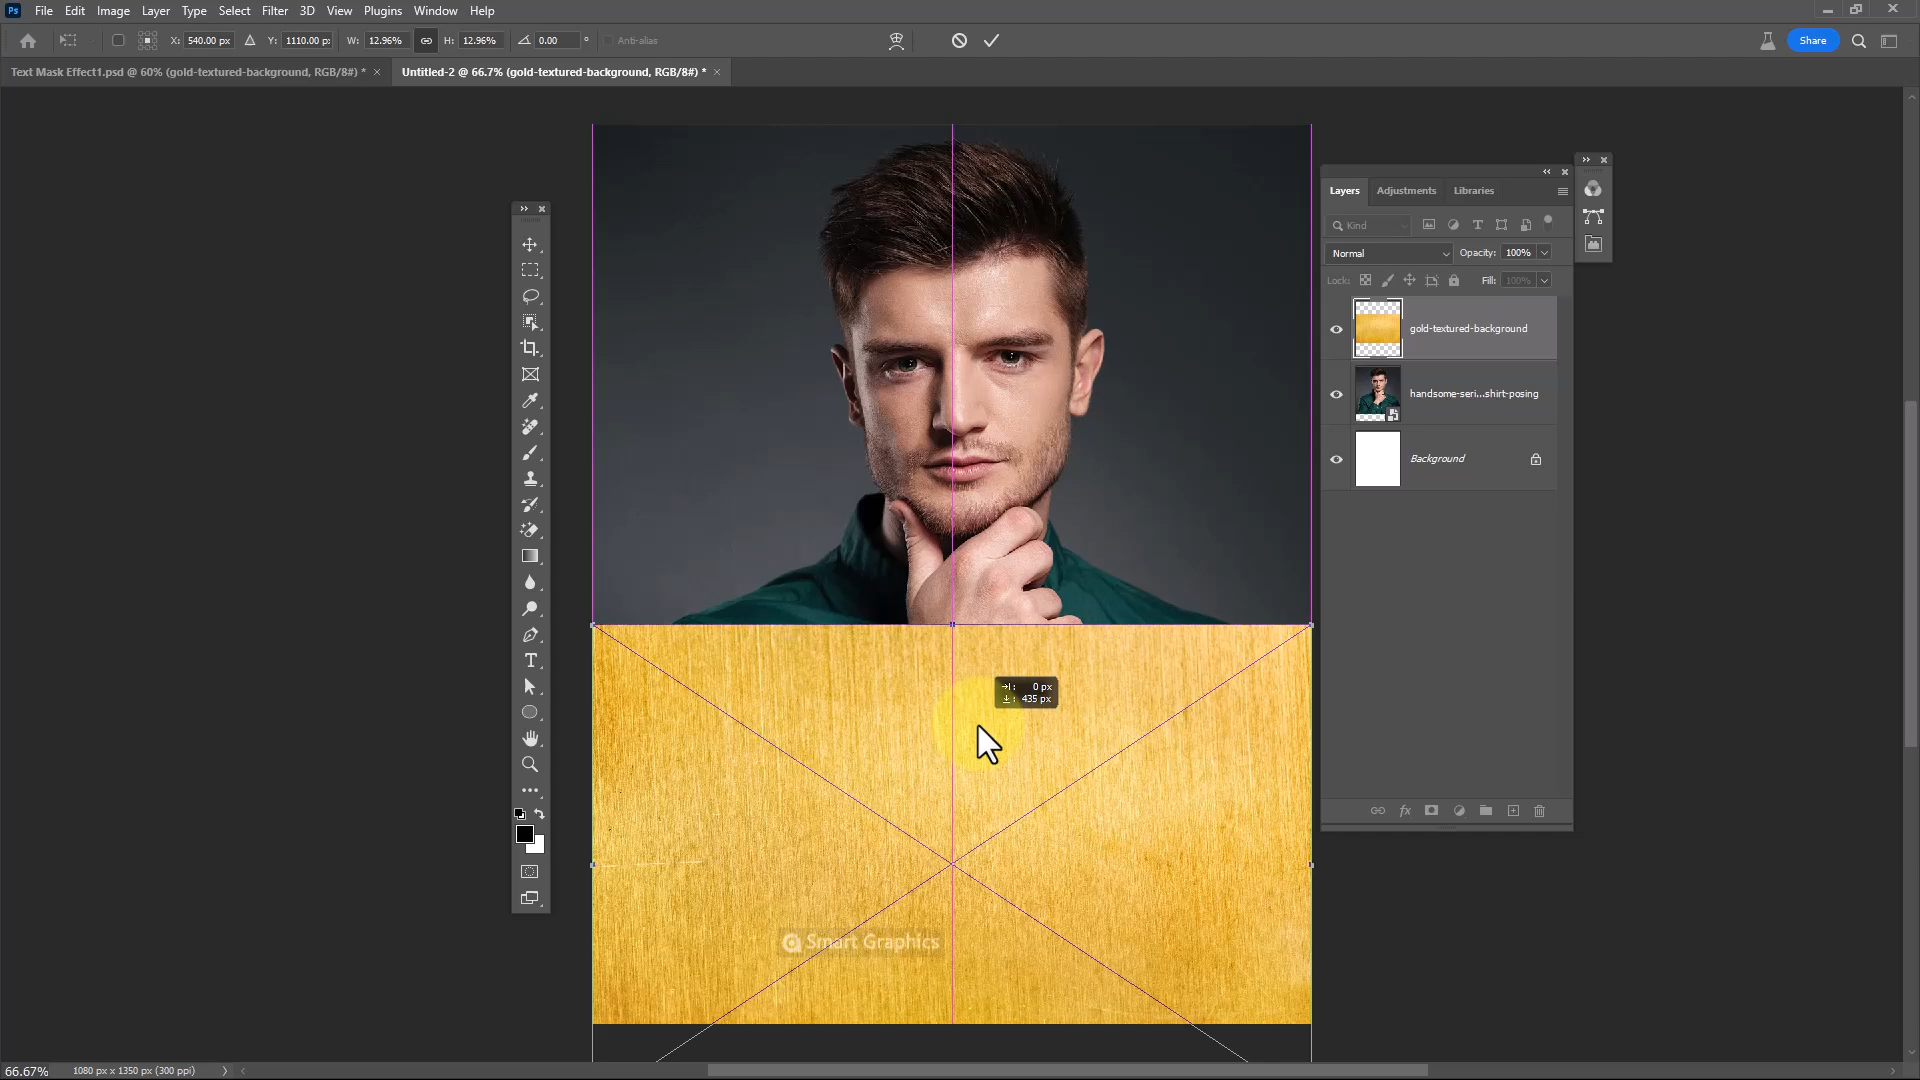 Ps File Edit Image Layer Type Select Filter 3D View Plugins Window Help
X: 540.00 px Y: 1110.00 px W: 12.96% H: 12.96% 0.00 ° Anti-alias Share
Text Mask Effect1.psd @ 60% (gold-textured-background, RGB/8#) * × Untitled-2 @ 66.7% (gold-textured-background, RGB/8#) * ×
Layers Adjustments Libraries
Kind
Normal Opacity: 100%
Lock: Fill: 100%
gold-textured-background
handsome-seri...shirt-posing
Background
0 px
435 px
Smart Graphics
66.67% 1080 px x 1350 px (300 ppi)